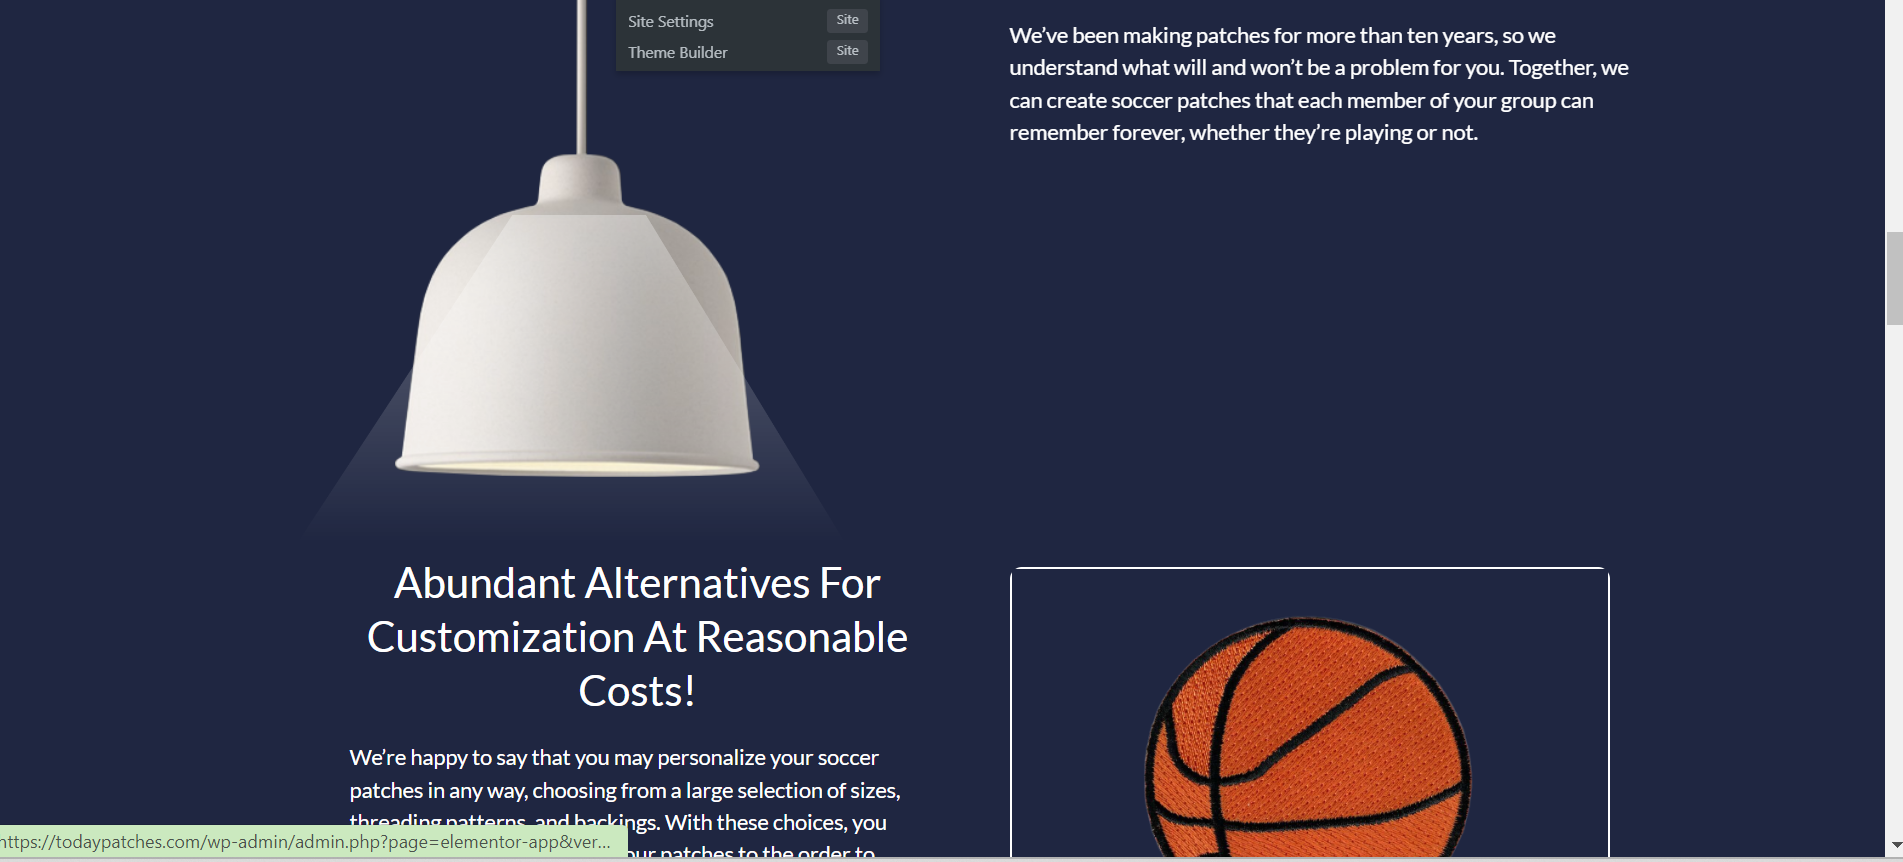 Site Settings Site
Theme Builder Site
We’ve been making patches for more than ten years, so we
understand what will and won’t be a problem for you. Together, we
can create soccer patches that each member of your group can
remember forever, whether they’re playing or not.
Abundant Alternatives For
Customization At Reasonable
Costs!
We’re happy to say that you may personalize your soccer
patches in any way, choosing from a large selection of sizes,
threading patterns, and backings. With these choices, you
our patches to the order to
https://todaypatches.com/wp-admin/admin.php?page=elementor-app&ver...